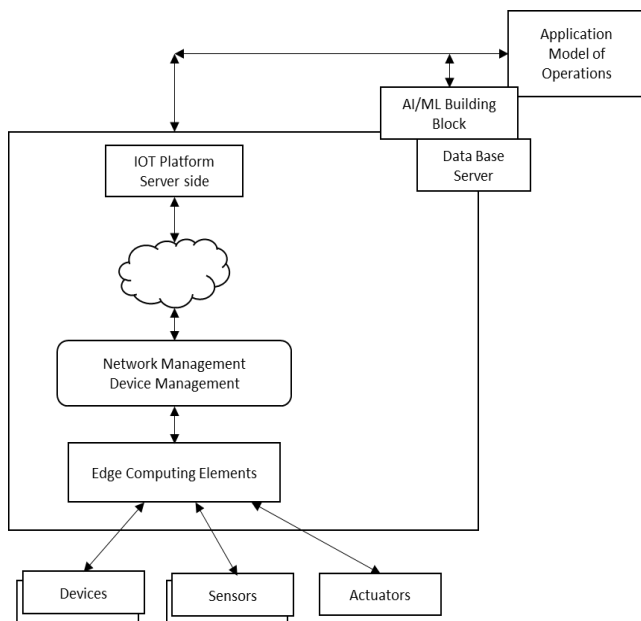 Application
Model of
Operations
AI/ML Building
Block
Data Base
Server
IOT Platform
Server side
Network Management
Device Management
Edge Computing Elements
Devices
Sensors
Actuators